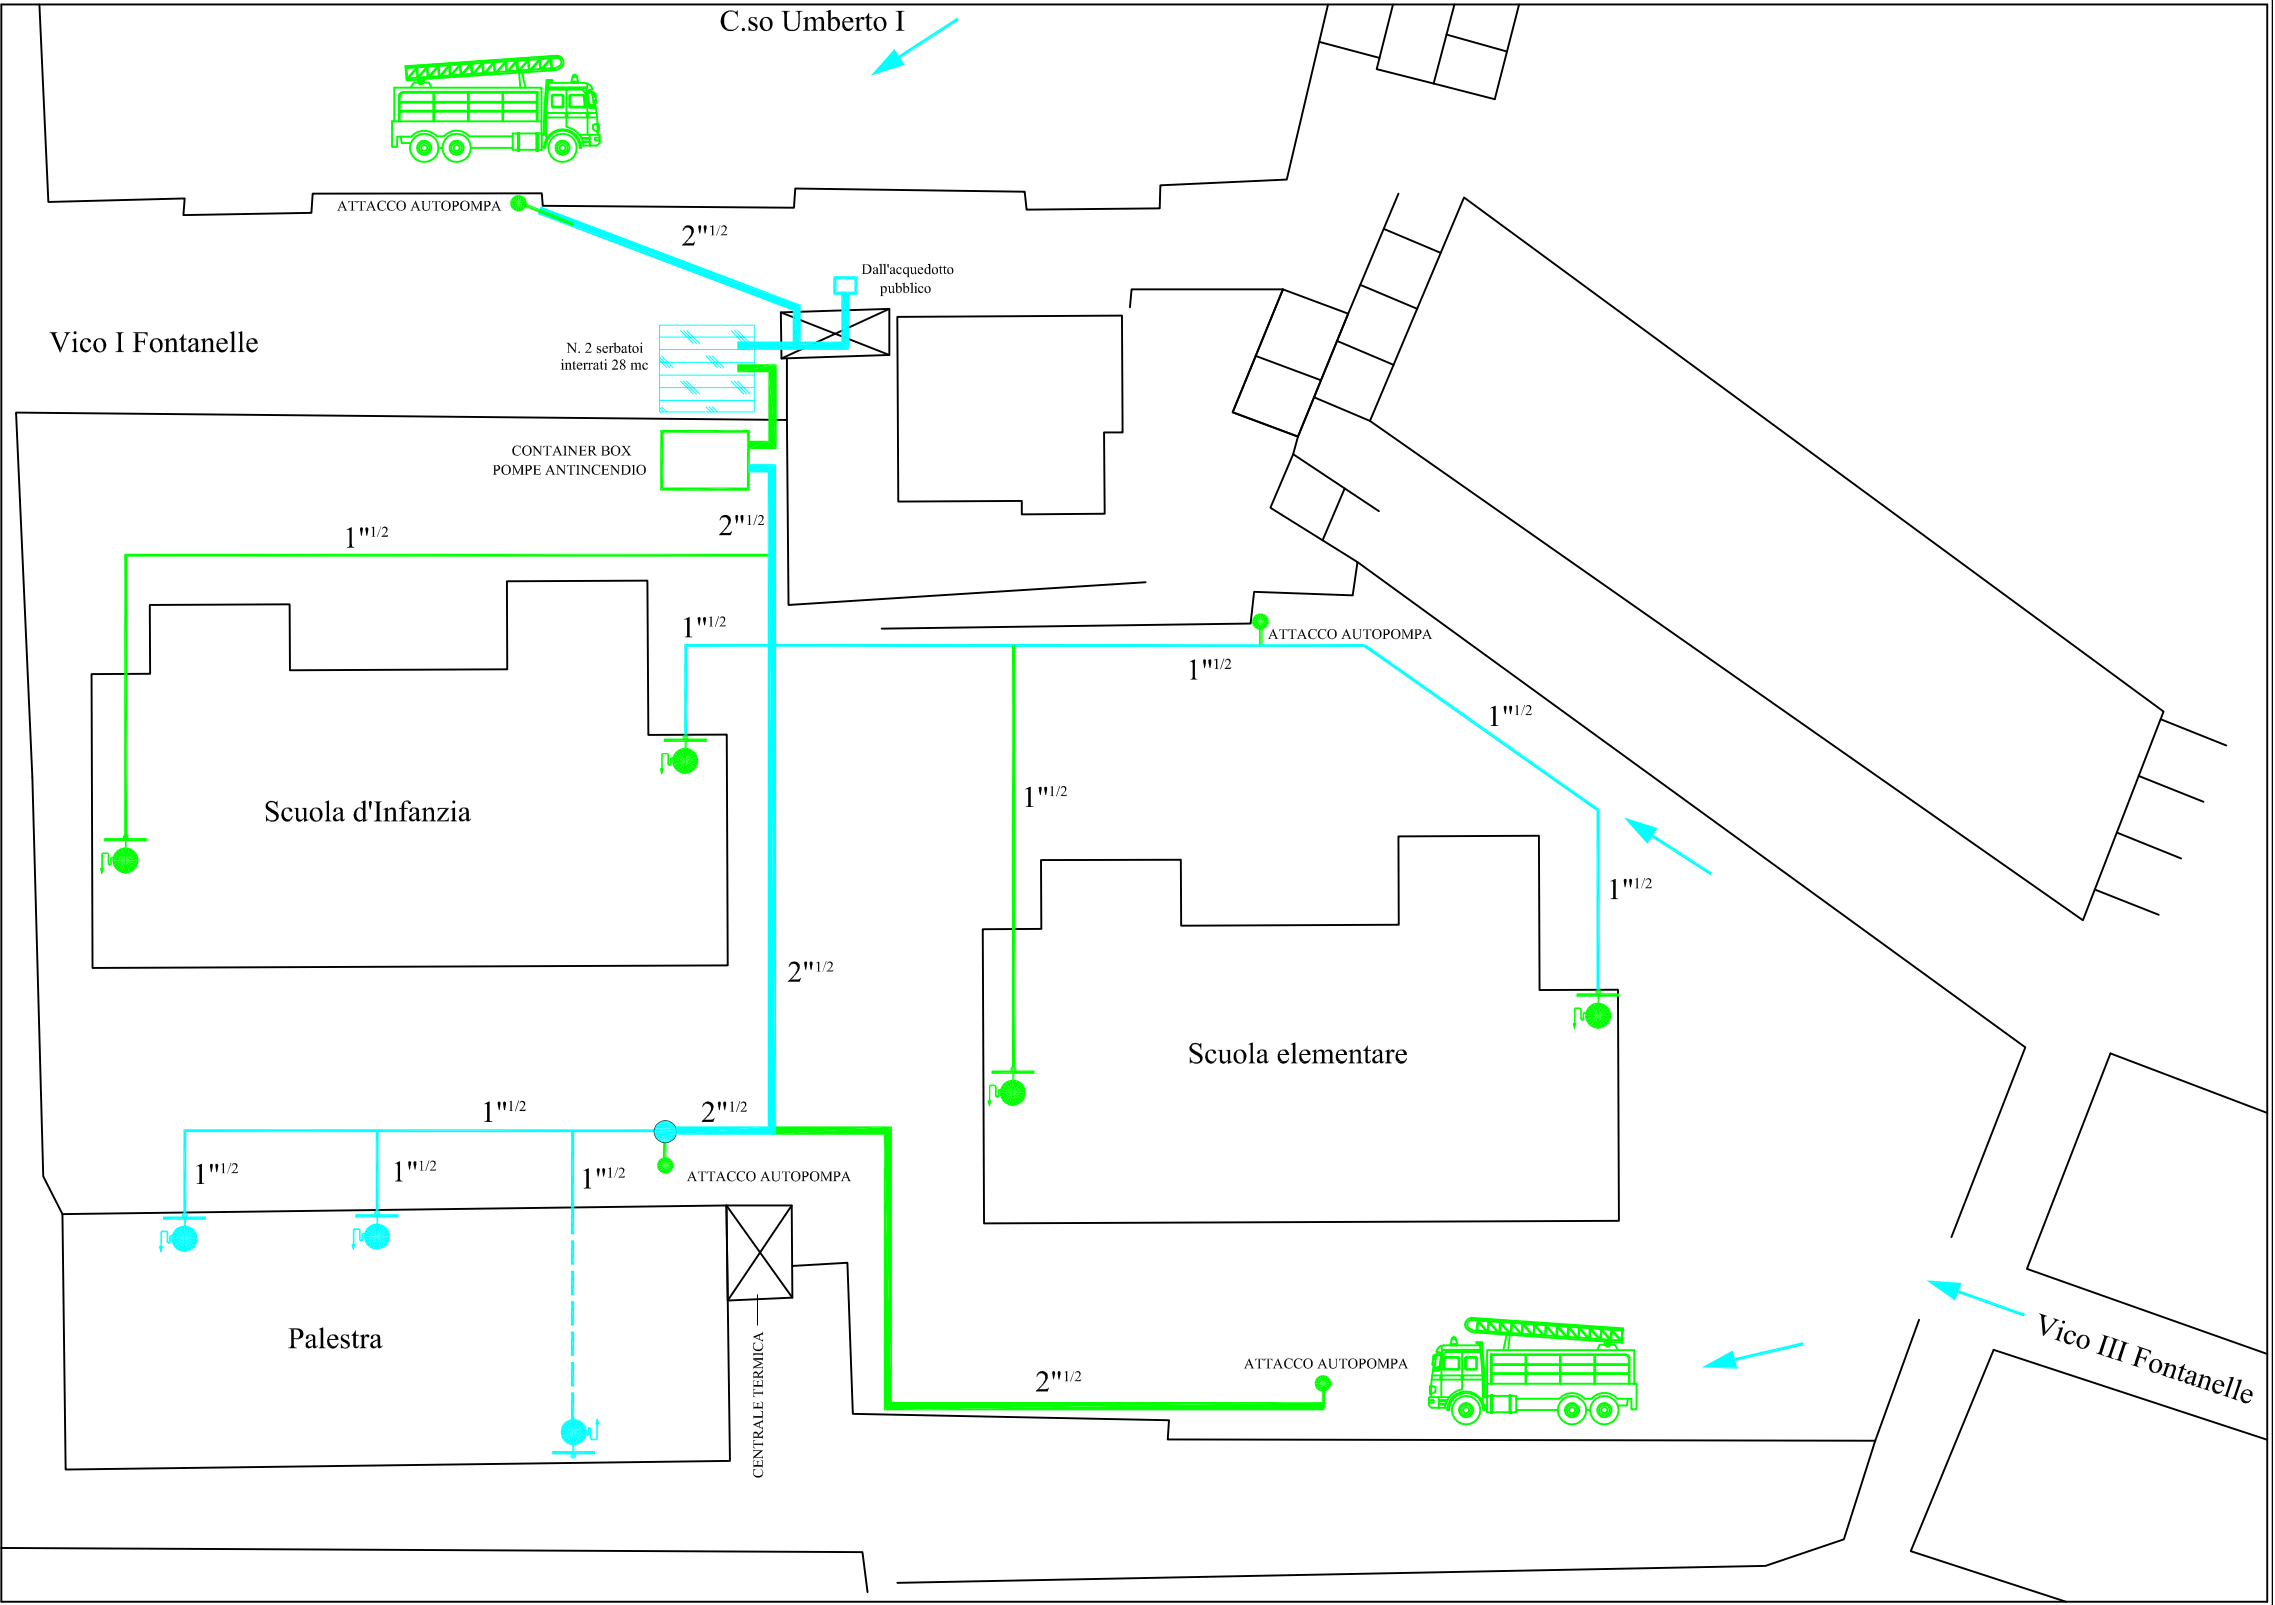 C.so Umberto I
ATTACCO AUTOPOMPA
2"1/2
Dall'acquedotto
pubblico
Vico I Fontanelle
N. 2 serbatoi
interrati 28 mc
CONTAINER BOX
POMPE ANTINCENDIO
2"1/2
1"1/2
1"1/2
ATTACCO AUTOPOMPA
1"1/2
1"1/2
1"1/2
Scuola d'Infanzia
1"1/2
2"1/2
Scuola elementare
1"1/2
2"1/2
1"1/2
1"1/2
1"1/2
ATTACCO AUTOPOMPA
Palestra
CENTRALE TERMICA
2"1/2
ATTACCO AUTOPOMPA
Vico III Fontanelle